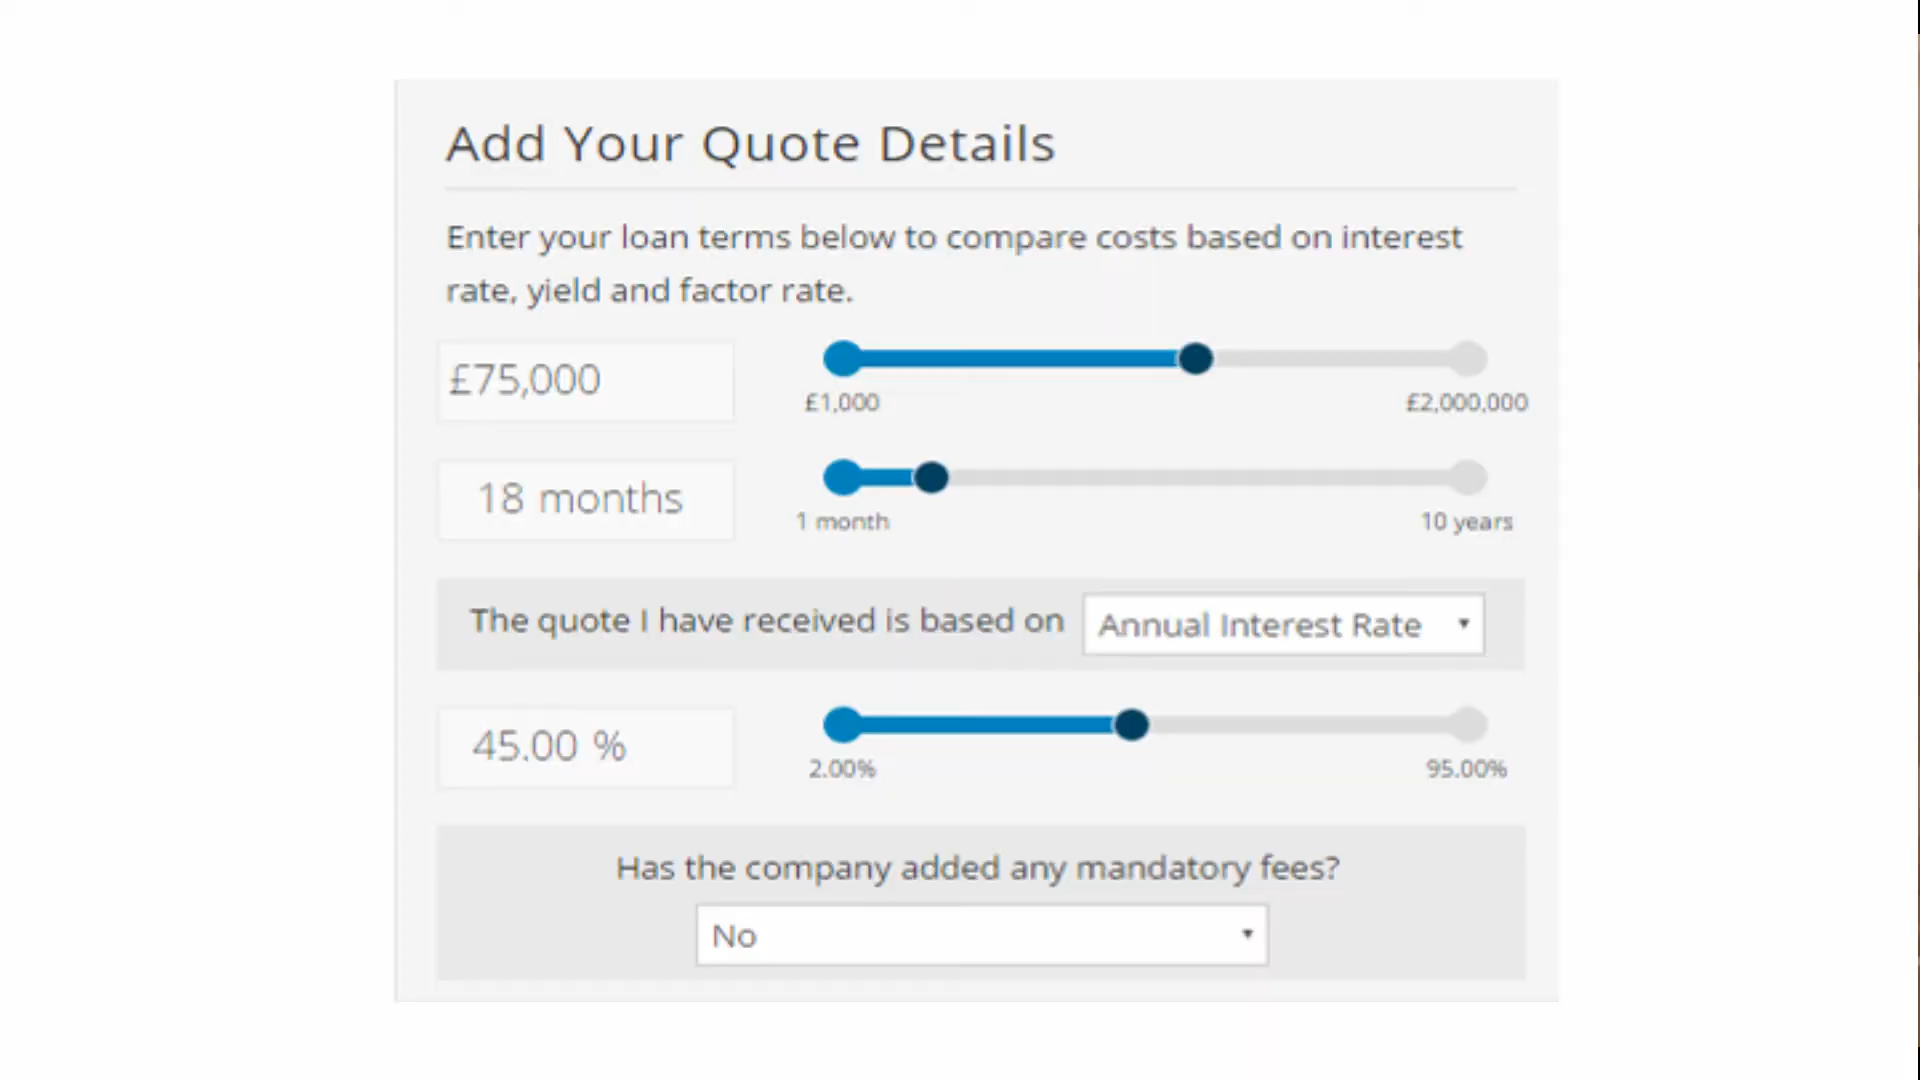 Add Your Quote Details
Enter your loan terms below to compare costs based on interest
rate, yield and factor rate.
£75,000
£1,000
£2,000,000
18 months
1 month
10 years
The quote I have received is based on
Annual Interest Rate
45.00 %
2.00%
95.00%
Has the company added any mandatory fees?
No